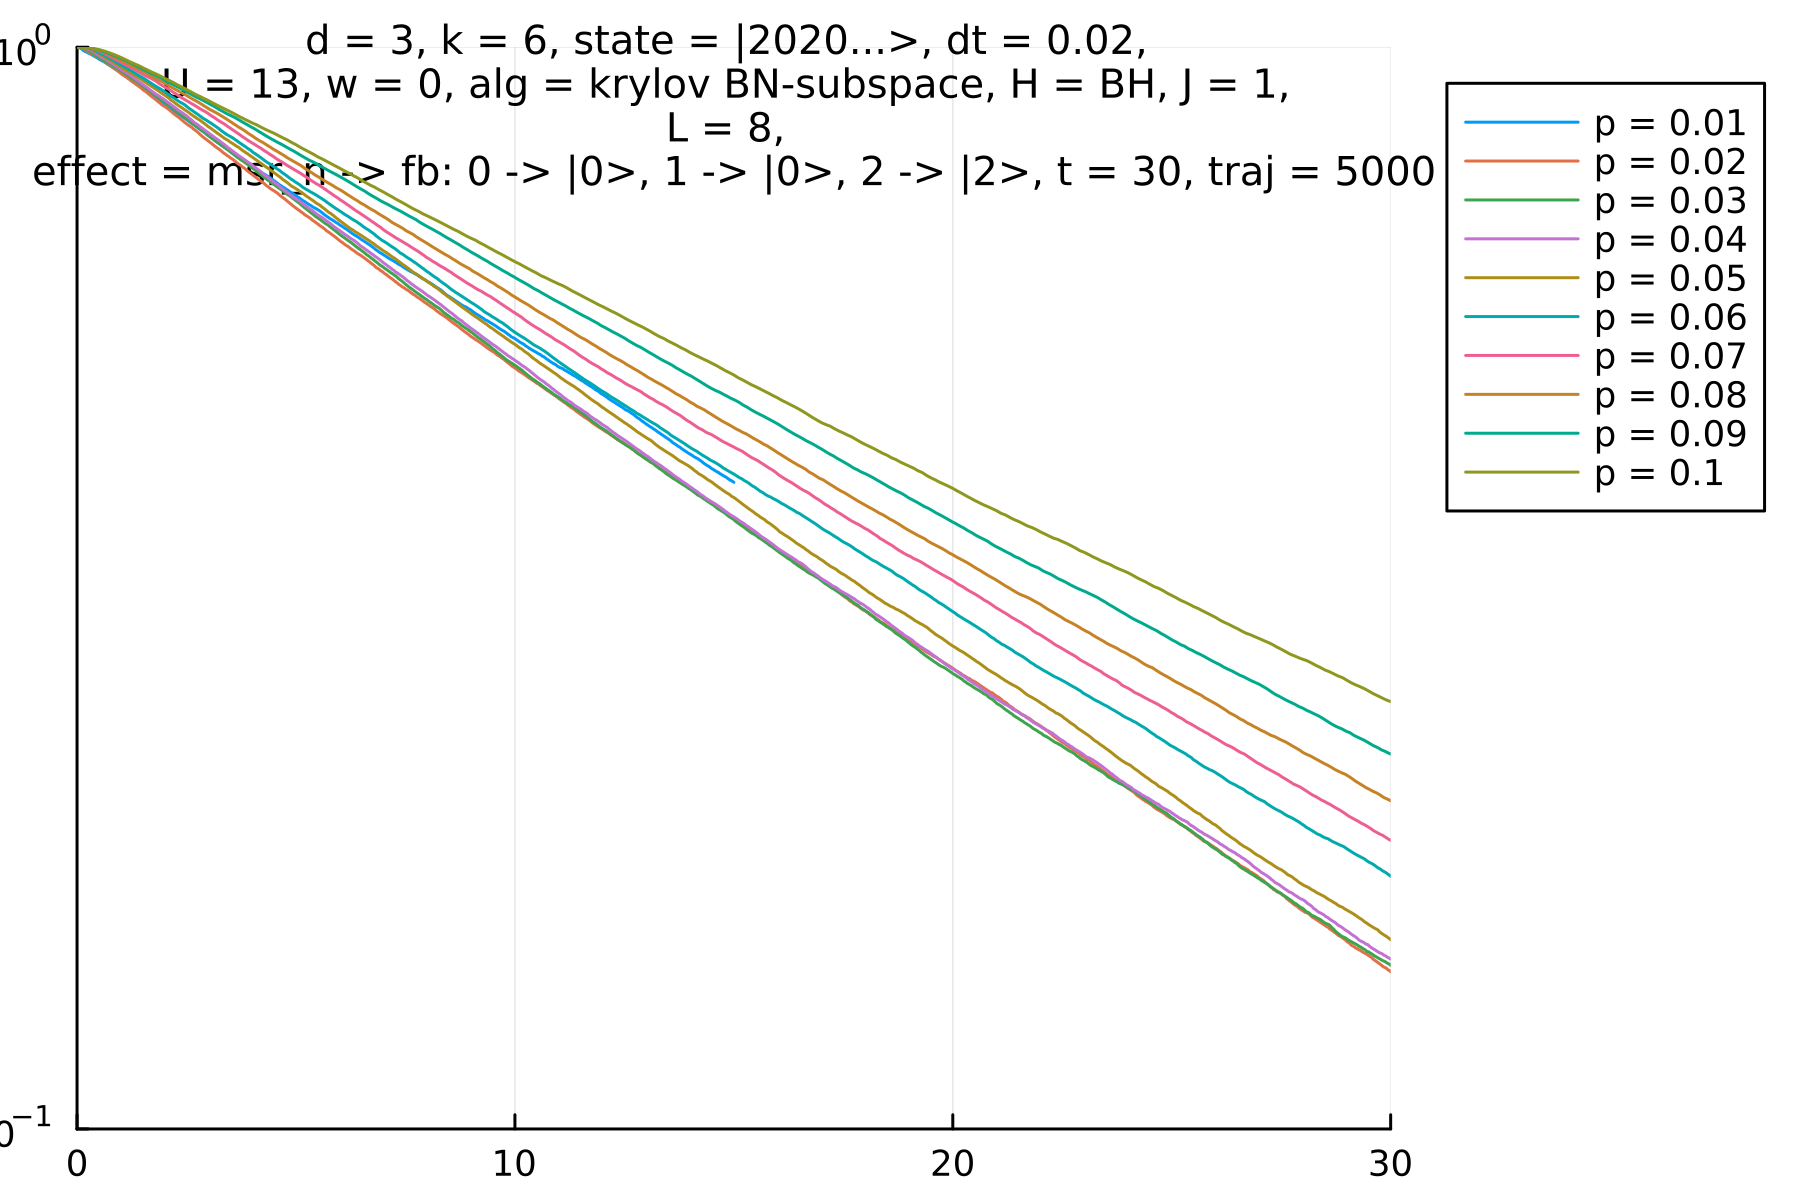 d = 3, k = 6, state = |2020...>, dt = 0.02,
U = 13, w = 0, alg = krylov BN-subspace, H = BH, J = 1,
L = 8,
effect = msr_n -> fb: 0 -> |0>, 1 -> |0>, 2 -> |2>, t = 30, traj = 5000
10⁰
p = 0.01
p = 0.02
p = 0.03
p = 0.04
p = 0.05
p = 0.06
p = 0.07
p = 0.08
p = 0.09
p = 0.1
0⁻¹
0 10 20 30